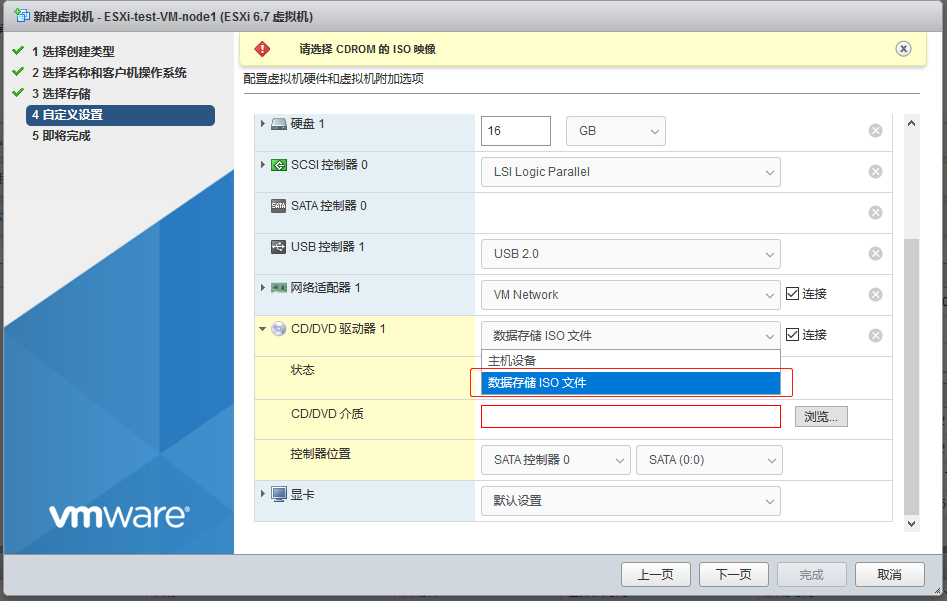 新建虚拟机 - ESXi-test-VM-node1 (ESXi 6.7 虚拟机)
1 选择创建类型
2 选择名称和客户机操作系统
3 选择存储
4 自定义设置
5 即将完成
请选择 CDROM 的 ISO 映像
配置虚拟机硬件和虚拟机附加选项
硬盘 1 16 GB
SCSI 控制器 0 LSI Logic Parallel
SATA SATA 控制器 0
USB 控制器 1 USB 2.0
网络适配器 1 VM Network 连接
CD/DVD 驱动器 1 数据存储 ISO 文件 连接
主机设备
状态 数据存储 ISO 文件
CD/DVD 介质 浏览...
控制器位置 SATA 控制器 0 SATA (0:0)
显卡 默认设置
vmware®
上一页 下一页 完成 取消